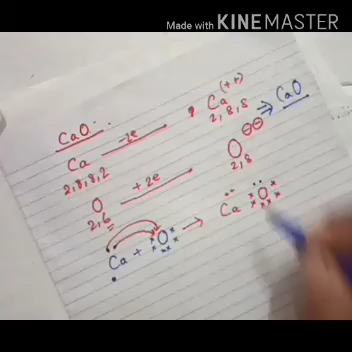 Made with KINEMASTER
CaO:
Ca -2e Ca (++)
2,8,8,2 2,8,8
O +2e O ⊖⊖ ⇒ CaO
2,6 2,8
Ca + O → Ca O